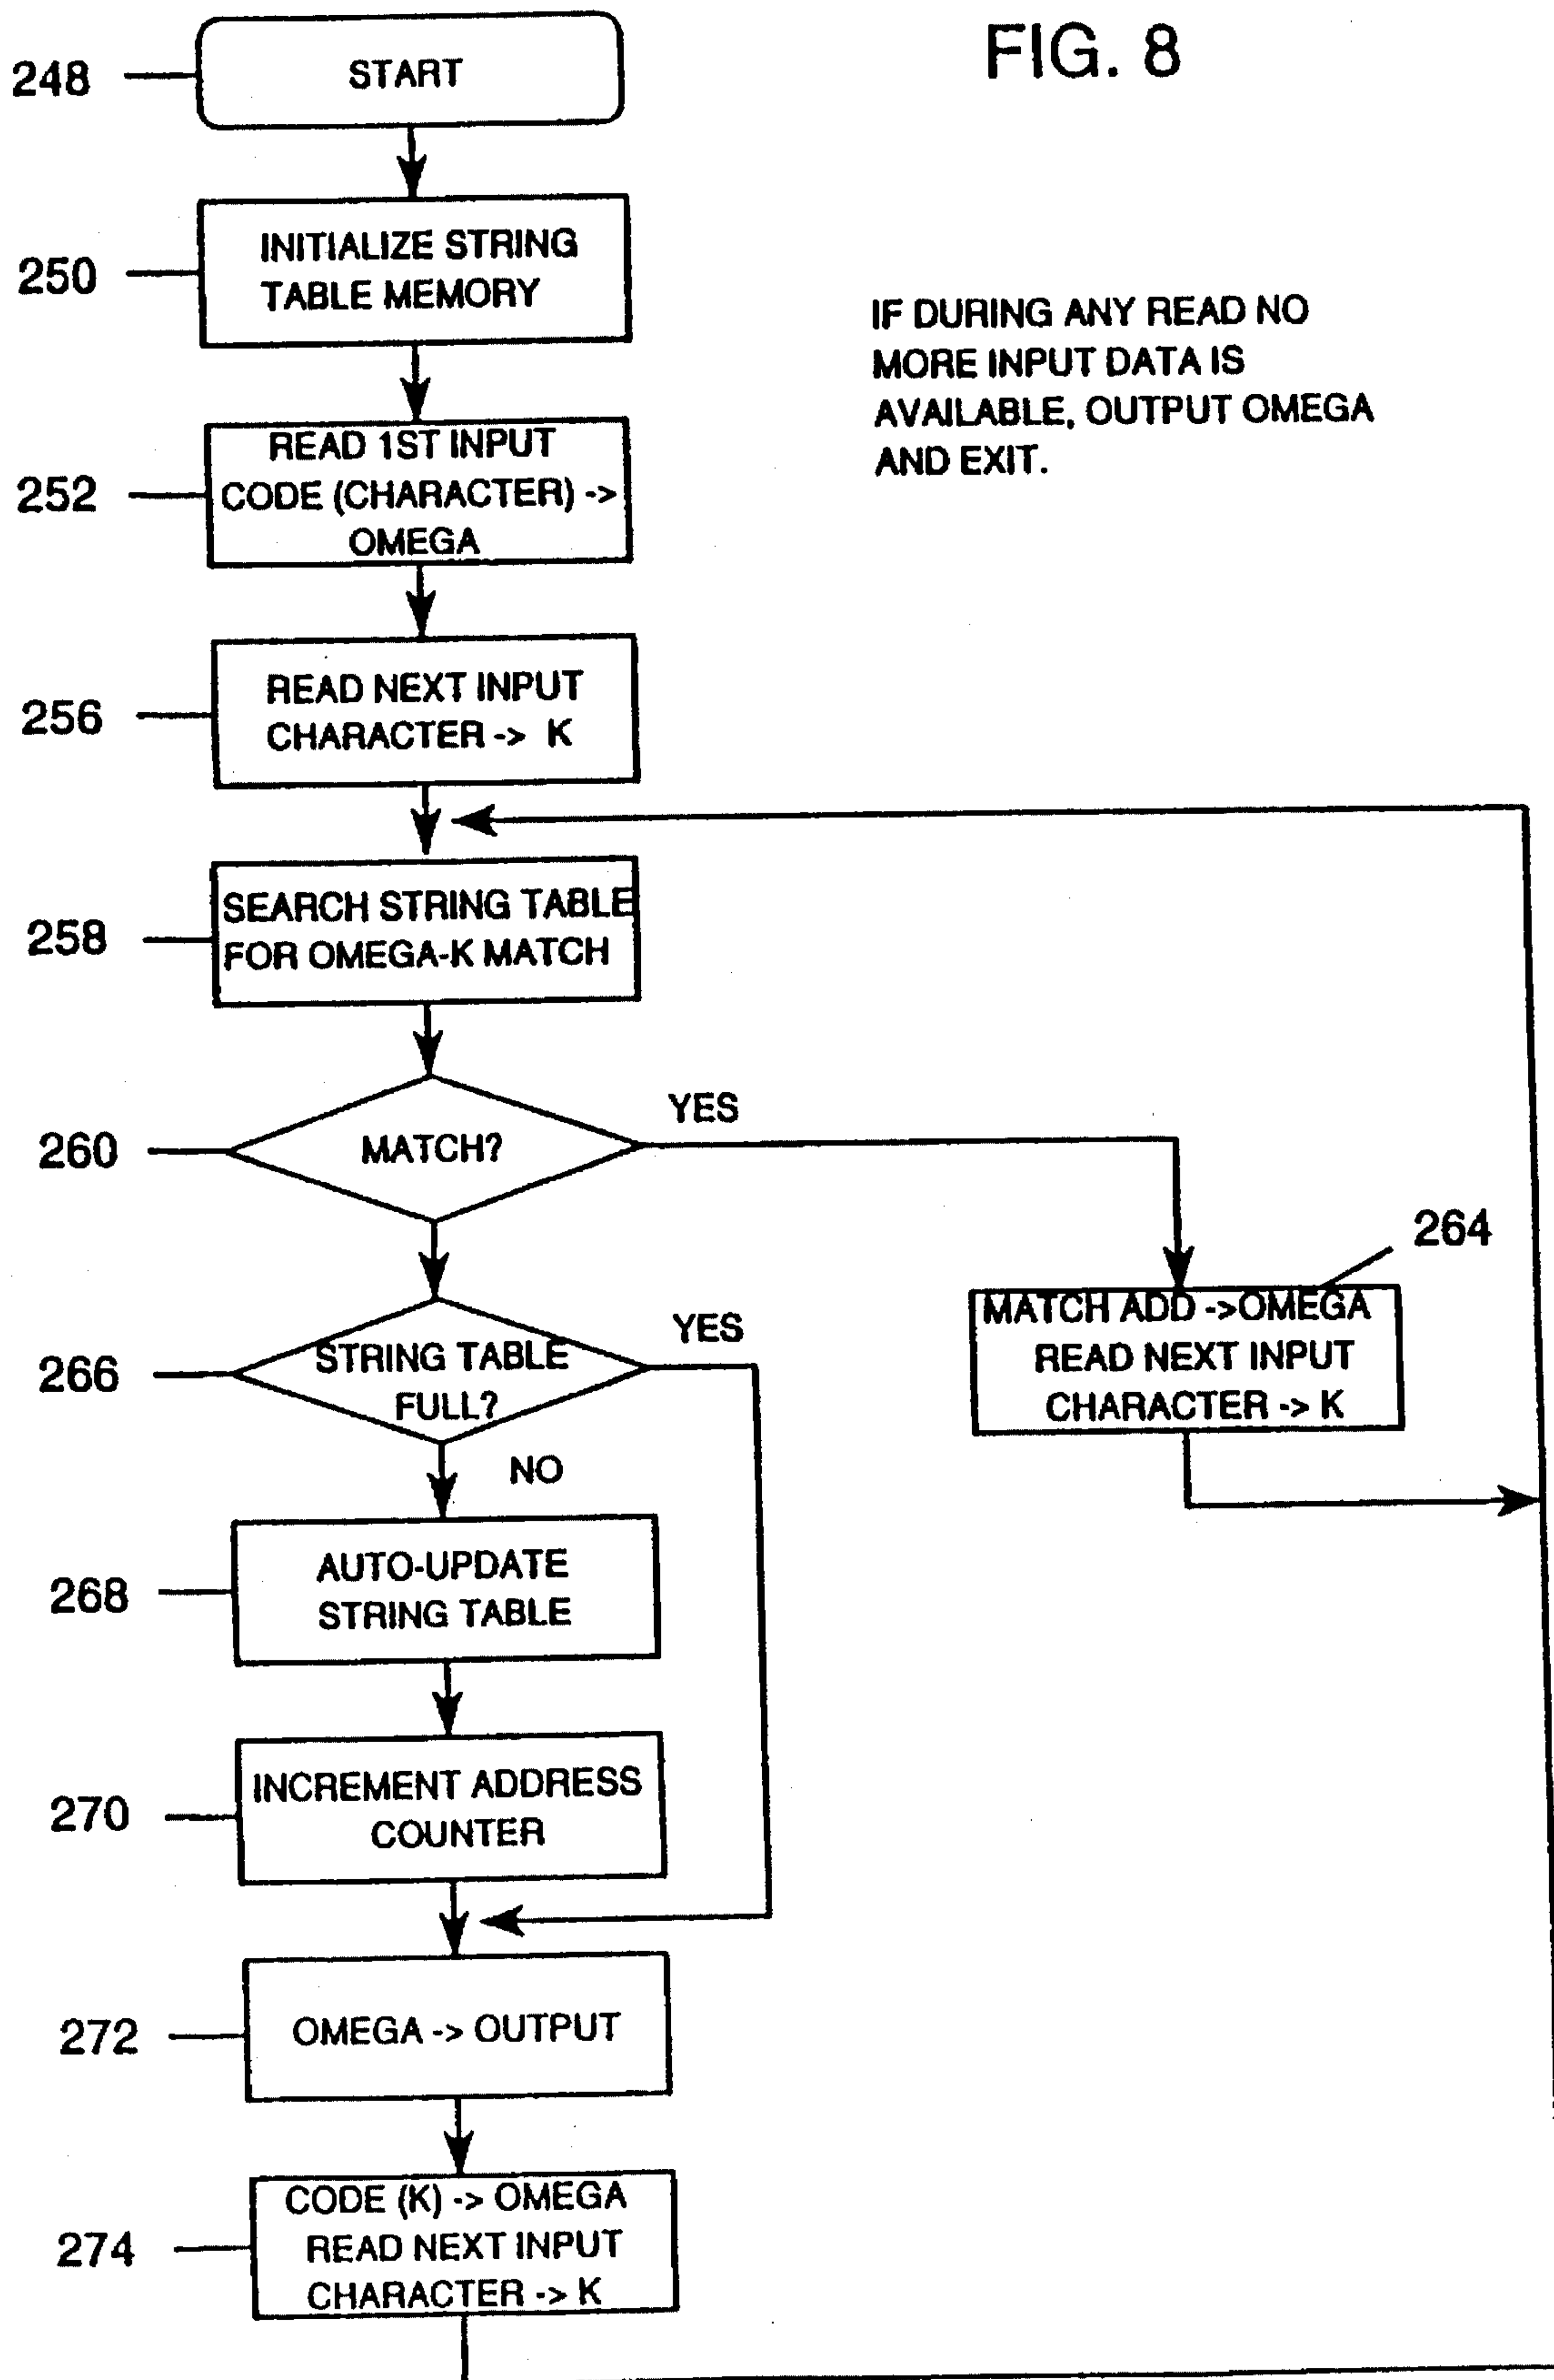 FIG. 8
248
START
250
INITIALIZE STRING
TABLE MEMORY
IF DURING ANY READ NO
MORE INPUT DATA IS
AVAILABLE, OUTPUT OMEGA
AND EXIT.
252
READ 1ST INPUT
CODE (CHARACTER) ->
OMEGA
256
READ NEXT INPUT
CHARACTER -> K
258
SEARCH STRING TABLE
FOR OMEGA-K MATCH
260
MATCH?
YES
264
MATCH ADD ->OMEGA
READ NEXT INPUT
CHARACTER -> K
266
STRING TABLE
FULL?
YES
NO
268
AUTO-UPDATE
STRING TABLE
270
INCREMENT ADDRESS
COUNTER
272
OMEGA -> OUTPUT
274
CODE (K) -> OMEGA
READ NEXT INPUT
CHARACTER -> K